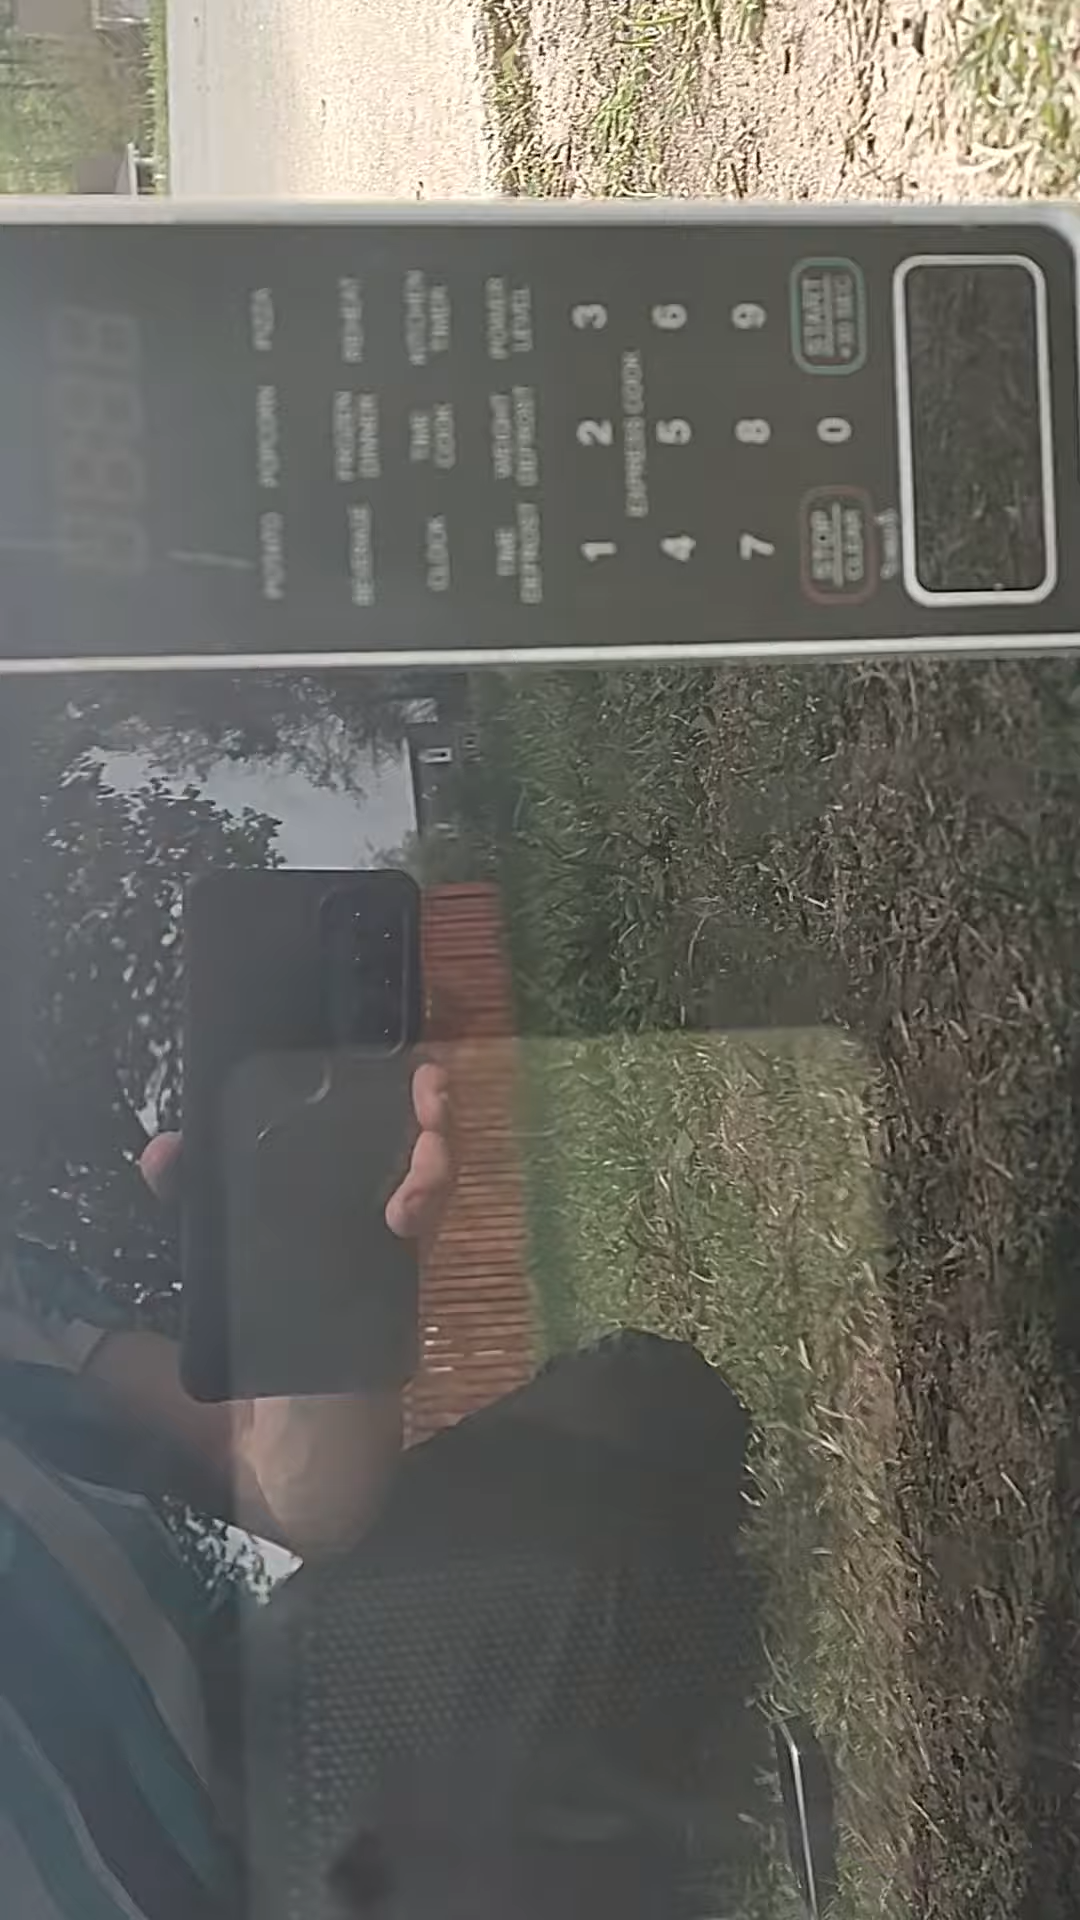 POTATO POPCORN PIZZA
BEVERAGE FROZEN DINNER REHEAT
CLOCK TIME COOK KITCHEN TIMER
TIME DEFROST WEIGHT DEFROST POWER LEVEL
1 2 3
EXPRESS COOK
4 5 6
7 8 9
STOP CLEAR 0 START +30 SEC